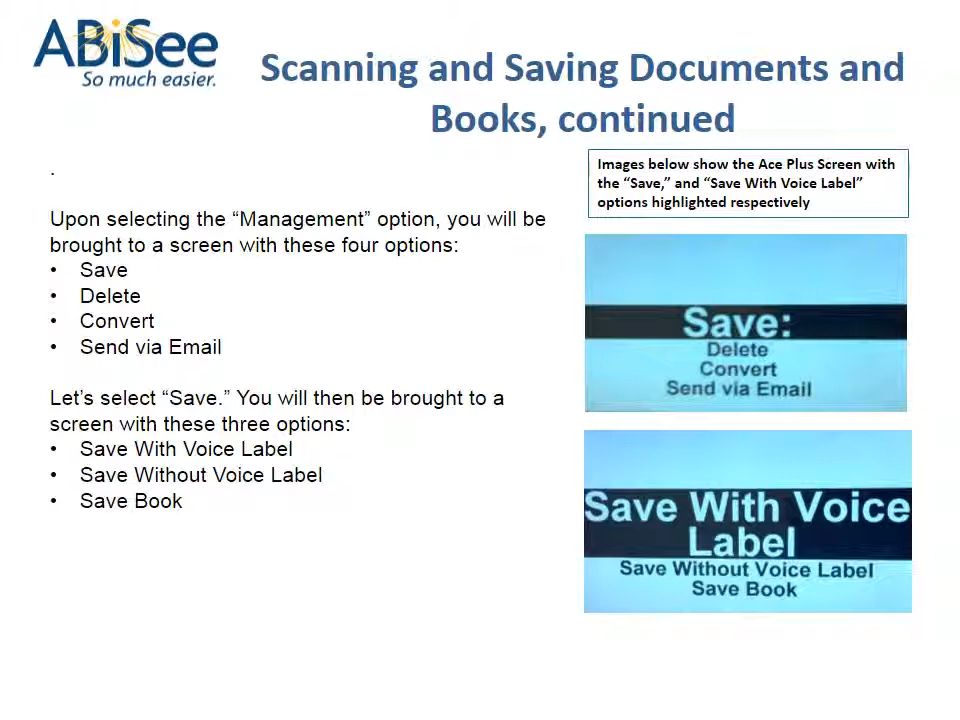 ABiSee
So much easier.
Scanning and Saving Documents and
Books, continued
.
Upon selecting the “Management” option, you will be
brought to a screen with these four options:
• Save
• Delete
• Convert
• Send via Email
Let’s select “Save.” You will then be brought to a
screen with these three options:
• Save With Voice Label
• Save Without Voice Label
• Save Book
Images below show the Ace Plus Screen with
the “Save,” and “Save With Voice Label”
options highlighted respectively
Save:
Delete
Convert
Send via Email
Save With Voice
Label
Save Without Voice Label
Save Book